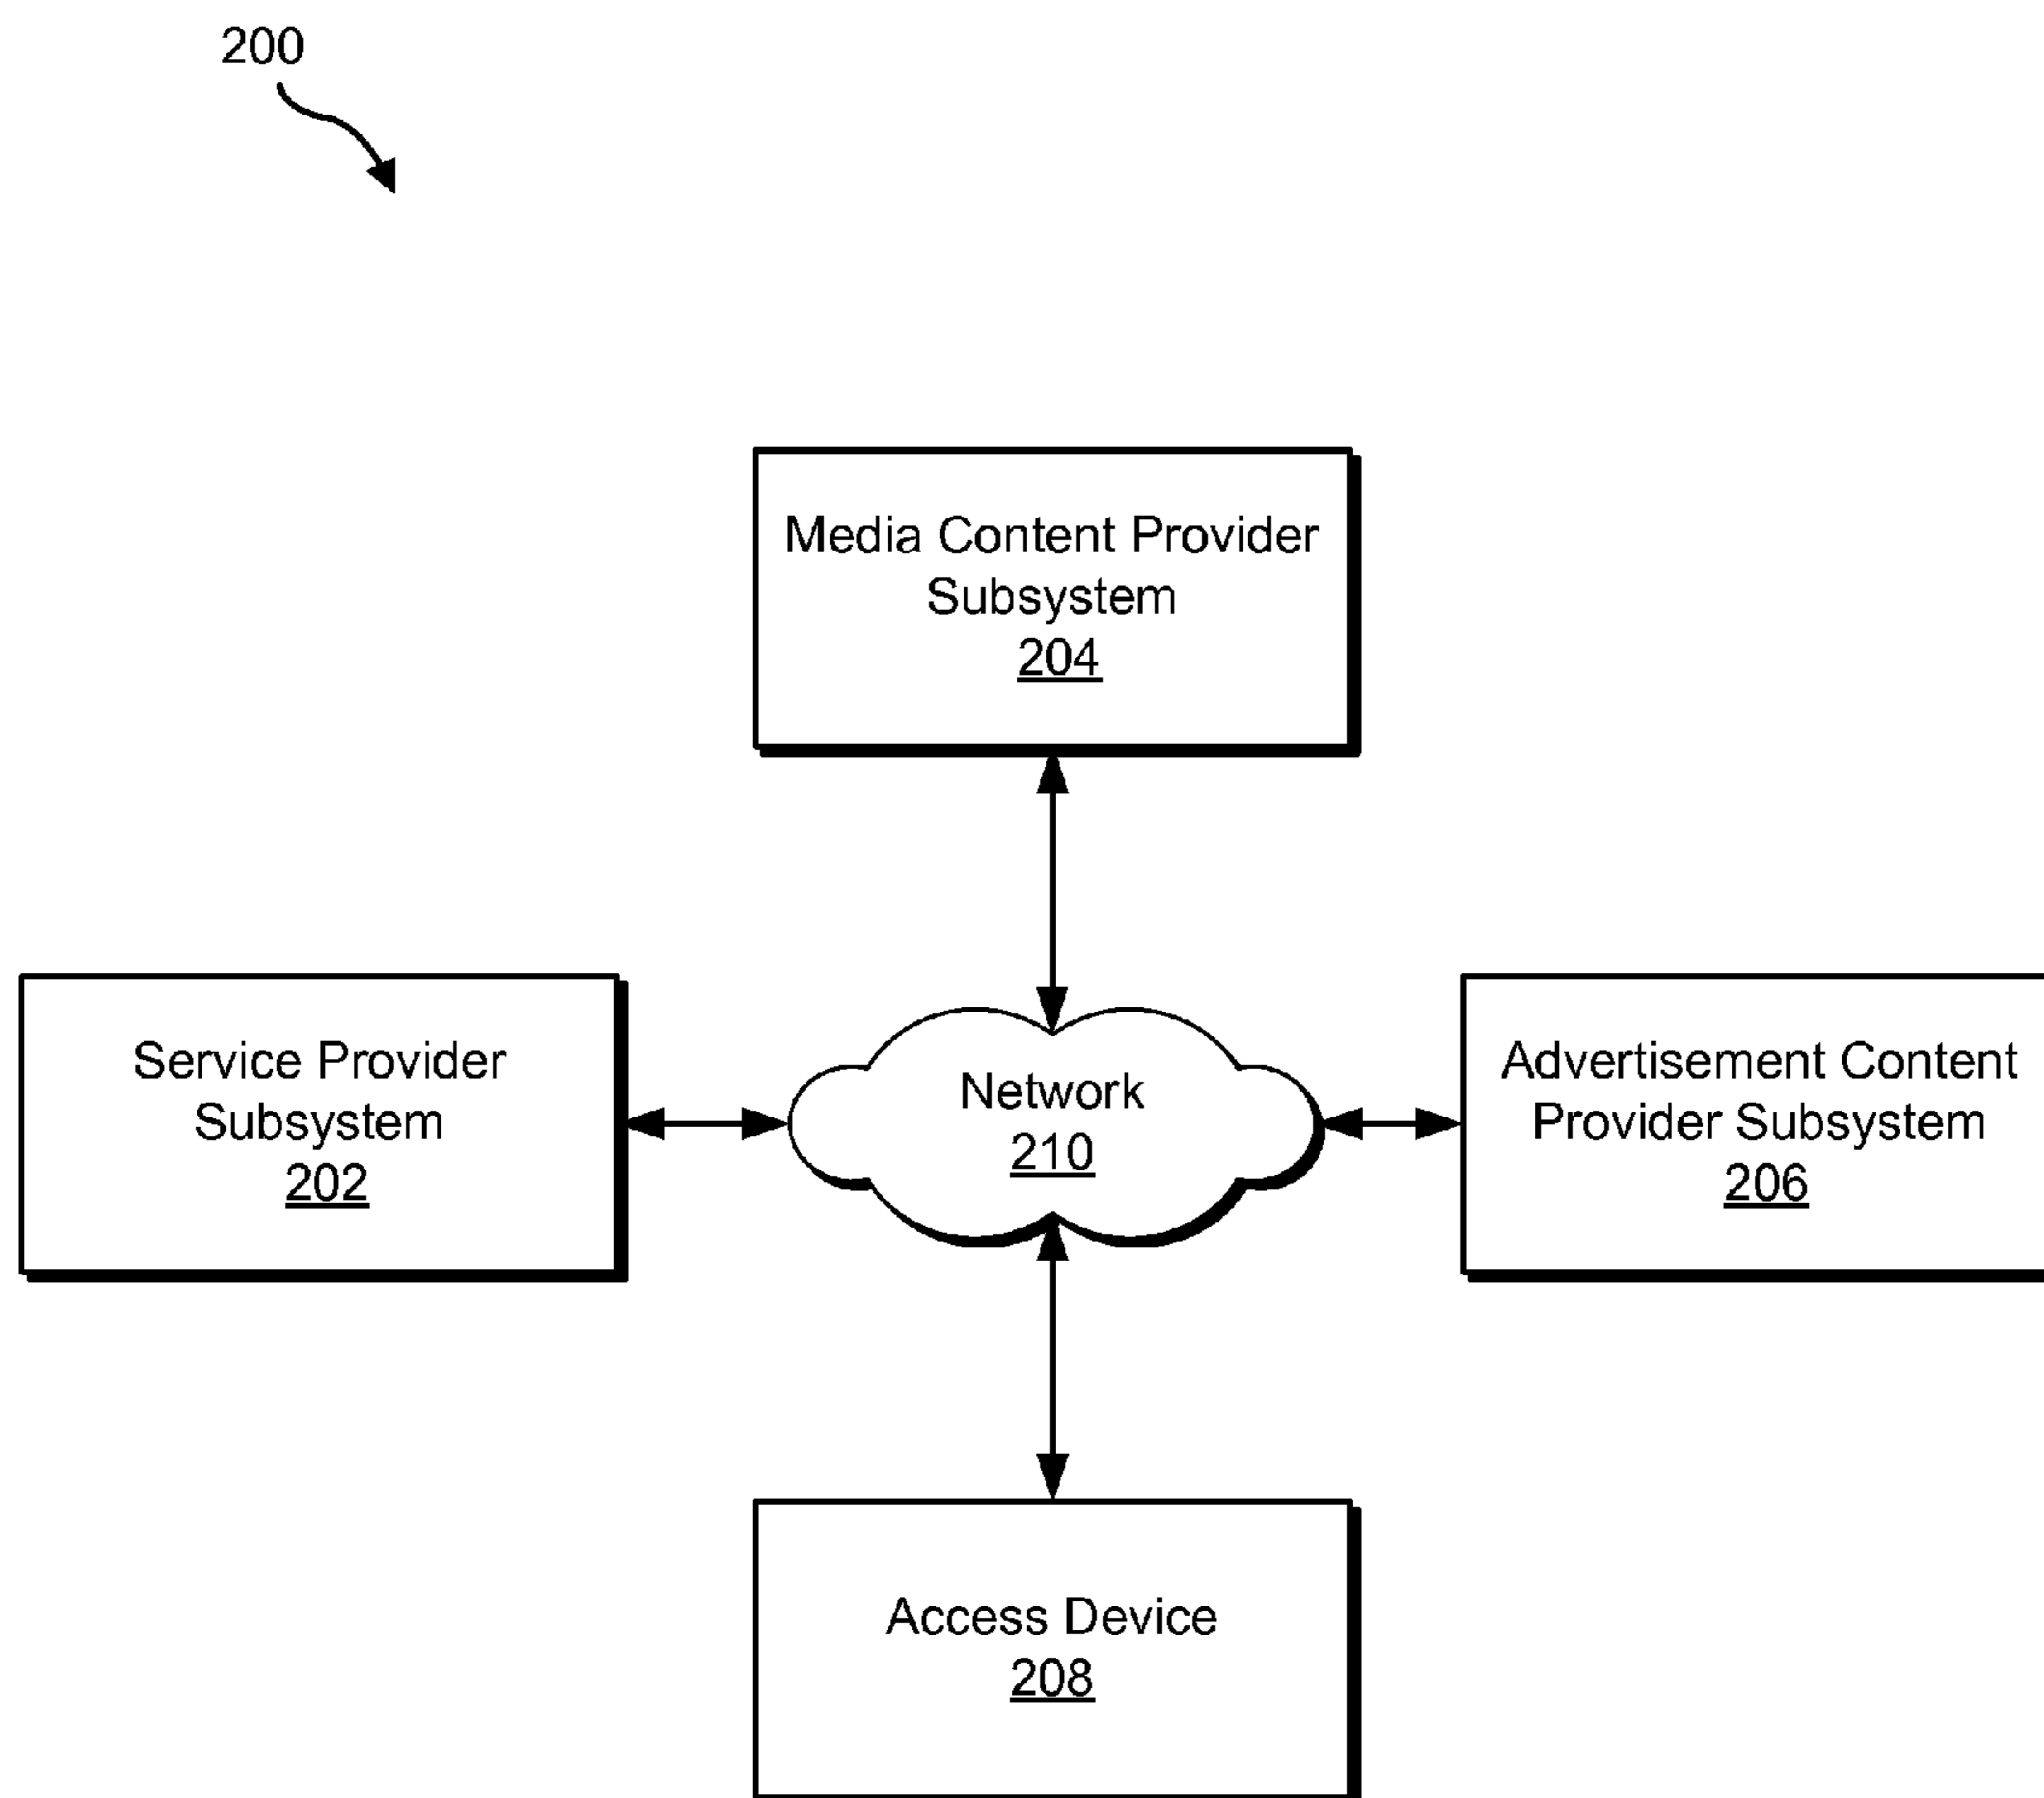 200
Media Content Provider
Subsystem
204
Service Provider
Subsystem
202
Network
210
Advertisement Content
Provider Subsystem
206
Access Device
208